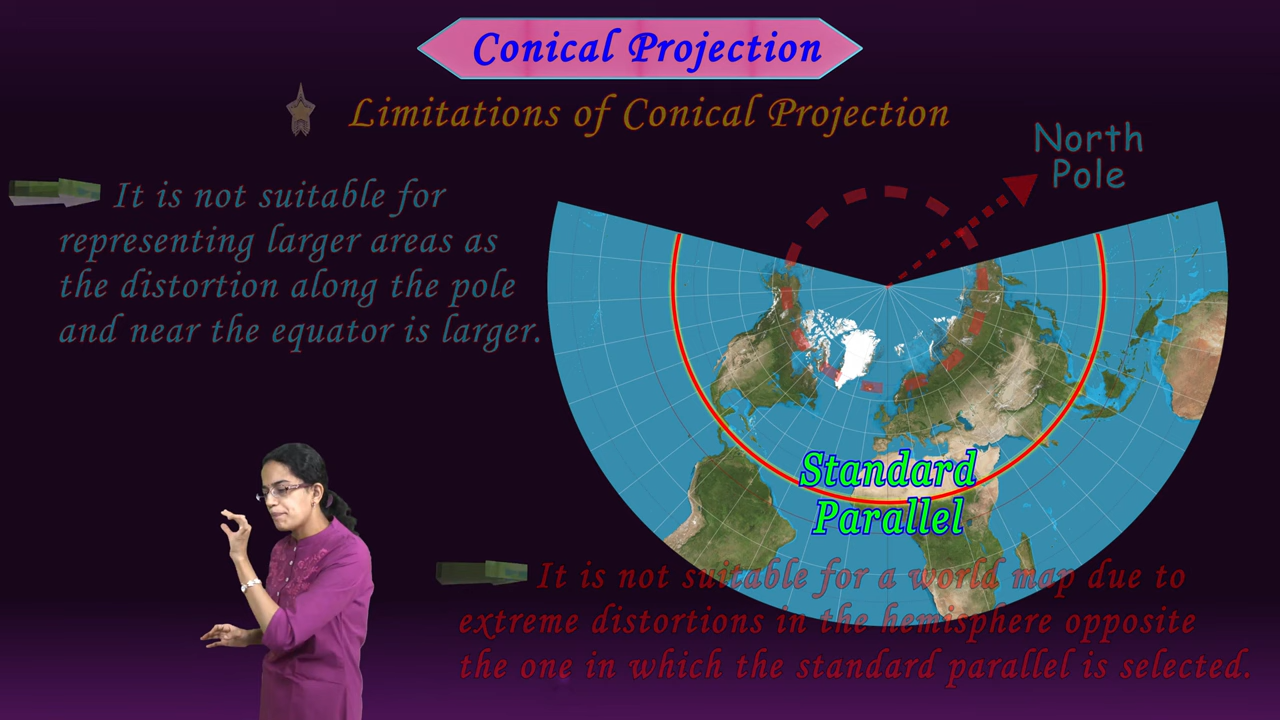 Conical Projection
Limitations of Conical Projection
North
Pole
It is not suitable for
representing larger areas as
the distortion along the pole
and near the equator is larger.
Standard
Parallel
It is not suitable for a world map due to
extreme distortions in the hemisphere opposite
the one in which the standard parallel is selected.